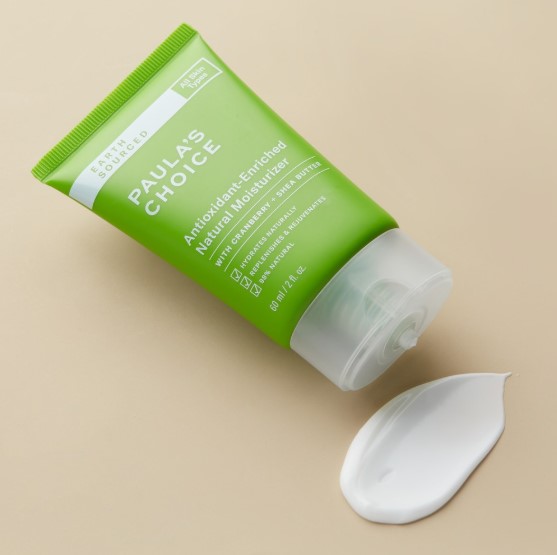 EARTH
SOURCED
All Skin
Types
PAULA'S
CHOICE
Antioxidant-Enriched
Natural Moisturizer
WITH CRANBERRY + SHEA BUTTER
HYDRATES NATURALLY
REPLENISHES & REJUVENATES
98% NATURAL
60 ml / 2 fl. oz.